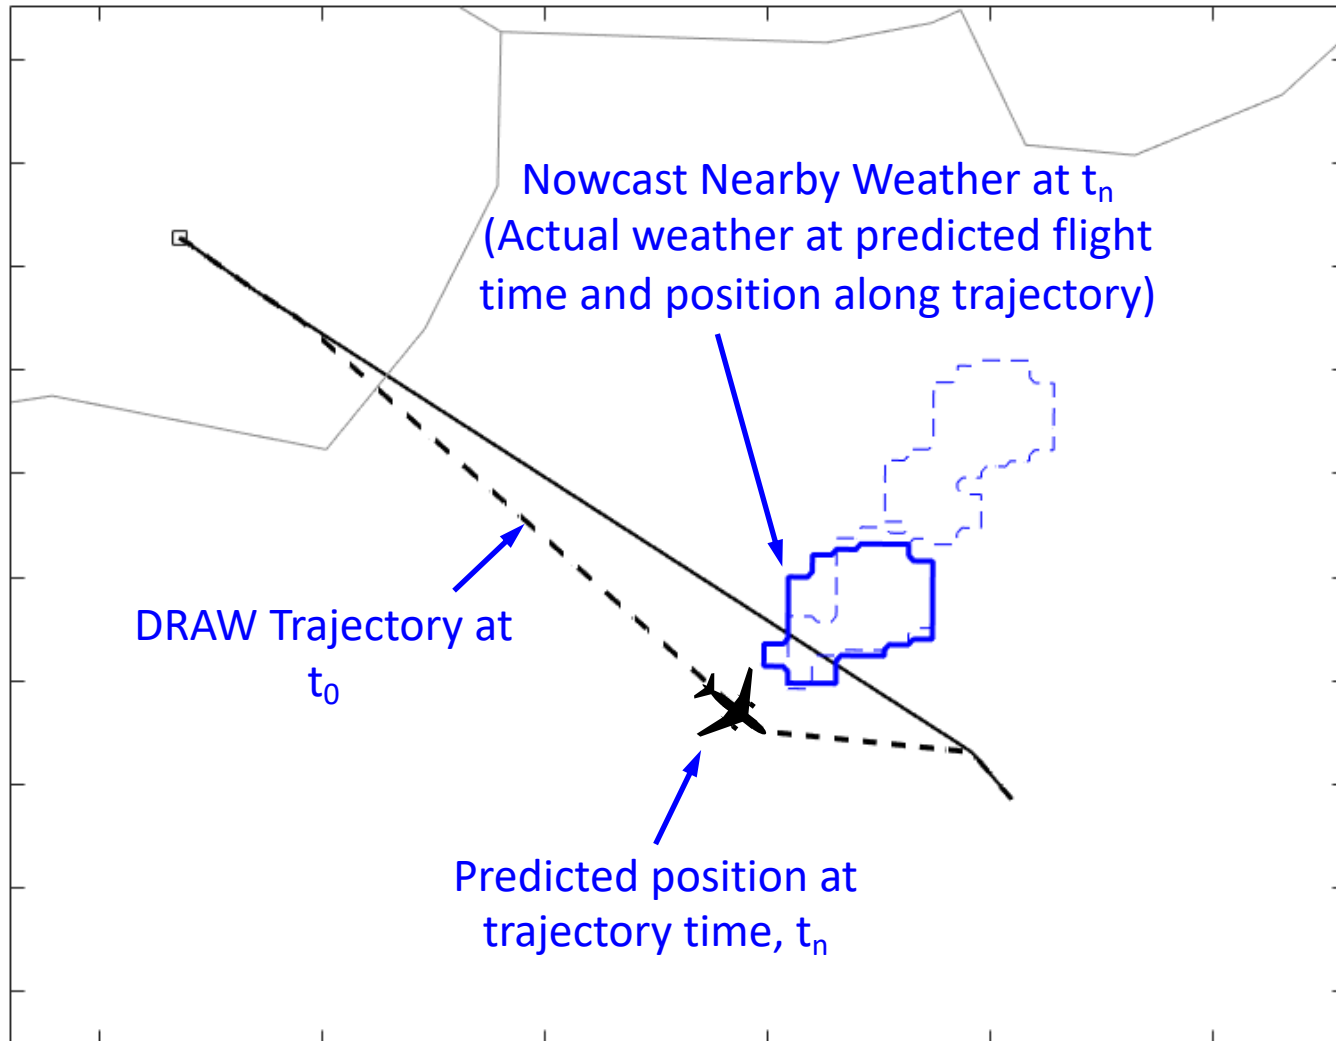 Nowcast Nearby Weather at tn
(Actual weather at predicted flight
time and position along trajectory)
DRAW Trajectory at
t0
Predicted position at
trajectory time, tn